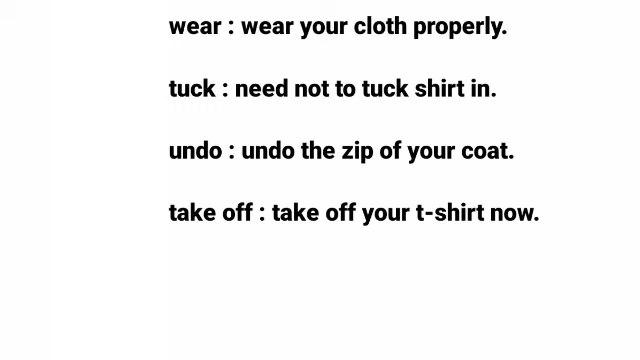 wear : wear your cloth properly.
tuck : need not to tuck shirt in.
undo : undo the zip of your coat.
take off : take off your t-shirt now.